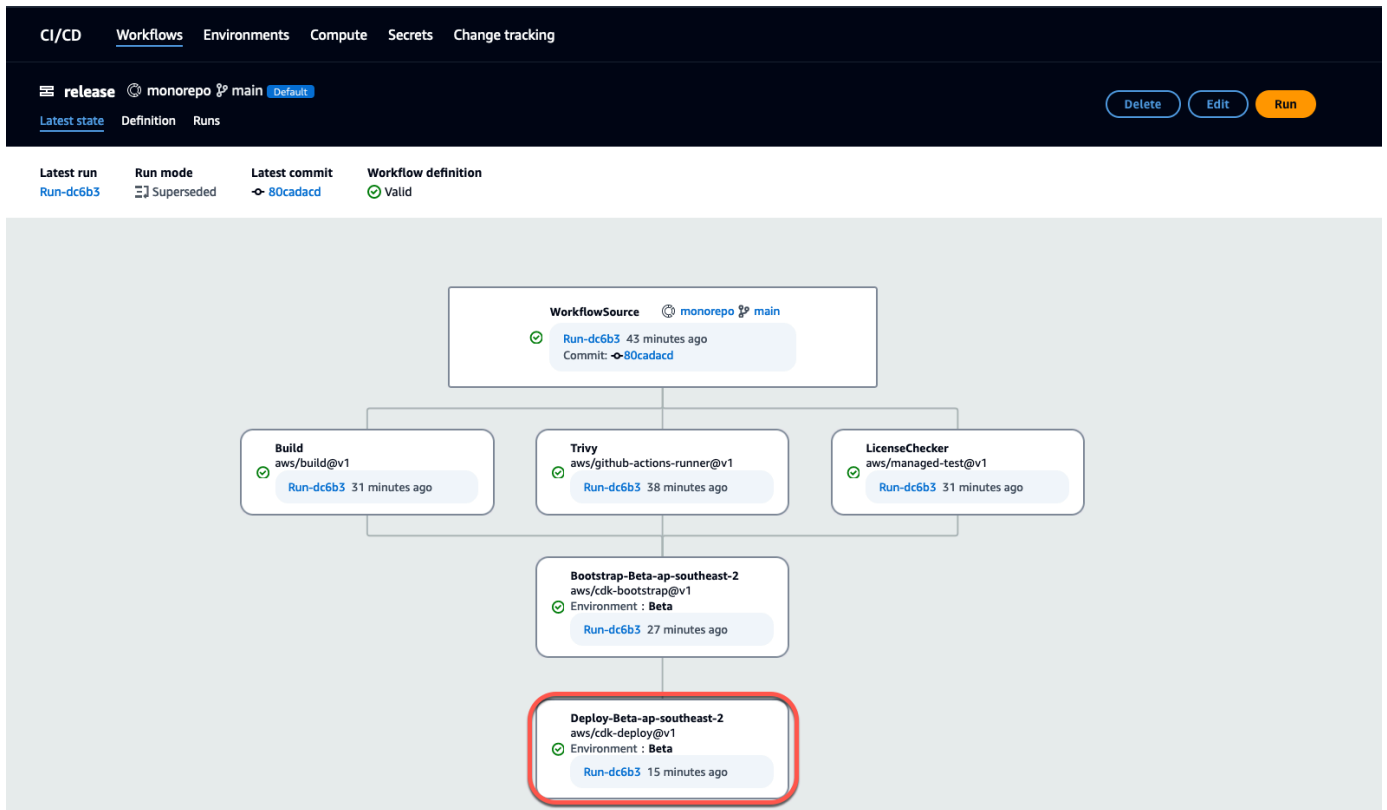 CI/CD Workflows Environments Compute Secrets Change tracking
release monorepo main Default
Delete Edit Run
Latest state Definition Runs
Latest run Run mode Latest commit Workflow definition
Run-dc6b3 Superseded 80cadacd Valid
WorkflowSource monorepo main
Run-dc6b3 43 minutes ago
Commit: 80cadacd
Build
aws/build@v1
Run-dc6b3 31 minutes ago
Trivy
aws/github-actions-runner@v1
Run-dc6b3 38 minutes ago
LicenseChecker
aws/managed-test@v1
Run-dc6b3 31 minutes ago
Bootstrap-Beta-ap-southeast-2
aws/cdk-bootstrap@v1
Environment : Beta
Run-dc6b3 27 minutes ago
Deploy-Beta-ap-southeast-2
aws/cdk-deploy@v1
Environment : Beta
Run-dc6b3 15 minutes ago